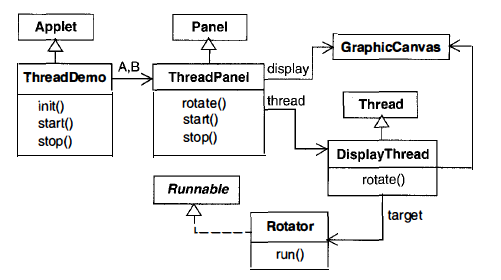 Applet
Panel
GraphicCanvas
ThreadDemo
A,B
ThreadPanel
display
init()
start()
stop()
rotate()
start()
stop()
thread
Thread
DisplayThread
rotate()
Runnable
target
Rotator
run()